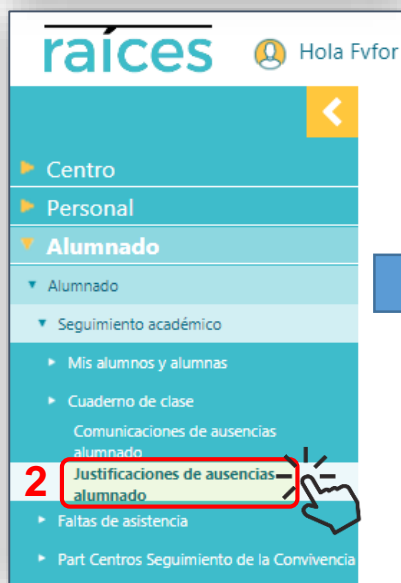 raíces
Hola Fvfor
Centro
Personal
Alumnado
Alumnado
Seguimiento académico
Mis alumnos y alumnas
Cuaderno de clase
Comunicaciones de ausencias
alumnado
2
Justificaciones de ausencias
alumnado
Faltas de asistencia
Part Centros Seguimiento de la Convivencia